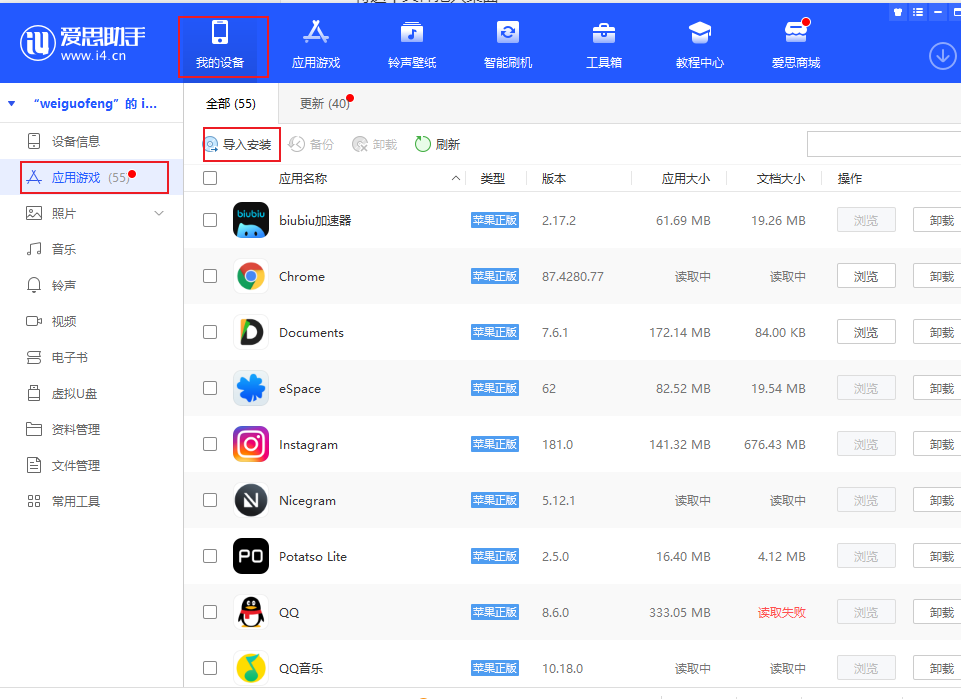 爱思助手
www.i4.cn
我的设备
应用游戏
铃声壁纸
智能刷机
工具箱
教程中心
爱思商城
“weiguofeng” 的 i...
设备信息
应用游戏 (55)
照片
音乐
铃声
视频
电子书
虚拟U盘
资料管理
文件管理
常用工具
全部 (55) 更新 (40)
导入安装 备份 卸载 刷新
应用名称 类型 版本 应用大小 文档大小 操作
biubiu
biubiu加速器 苹果正版 2.17.2 61.69 MB 19.26 MB 浏览 卸载
Chrome 苹果正版 87.4280.77 读取中 读取中 浏览 卸载
Documents 苹果正版 7.6.1 172.14 MB 84.00 KB 浏览 卸载
eSpace 苹果正版 62 82.52 MB 19.54 MB 浏览 卸载
Instagram 苹果正版 181.0 141.32 MB 676.43 MB 浏览 卸载
Nicegram 苹果正版 5.12.1 读取中 读取中 浏览 卸载
PO
Potatso Lite 苹果正版 2.5.0 16.40 MB 4.12 MB 浏览 卸载
QQ 苹果正版 8.6.0 333.05 MB 读取失败 浏览 卸载
QQ音乐 苹果正版 10.18.0 读取中 读取中 浏览 卸载